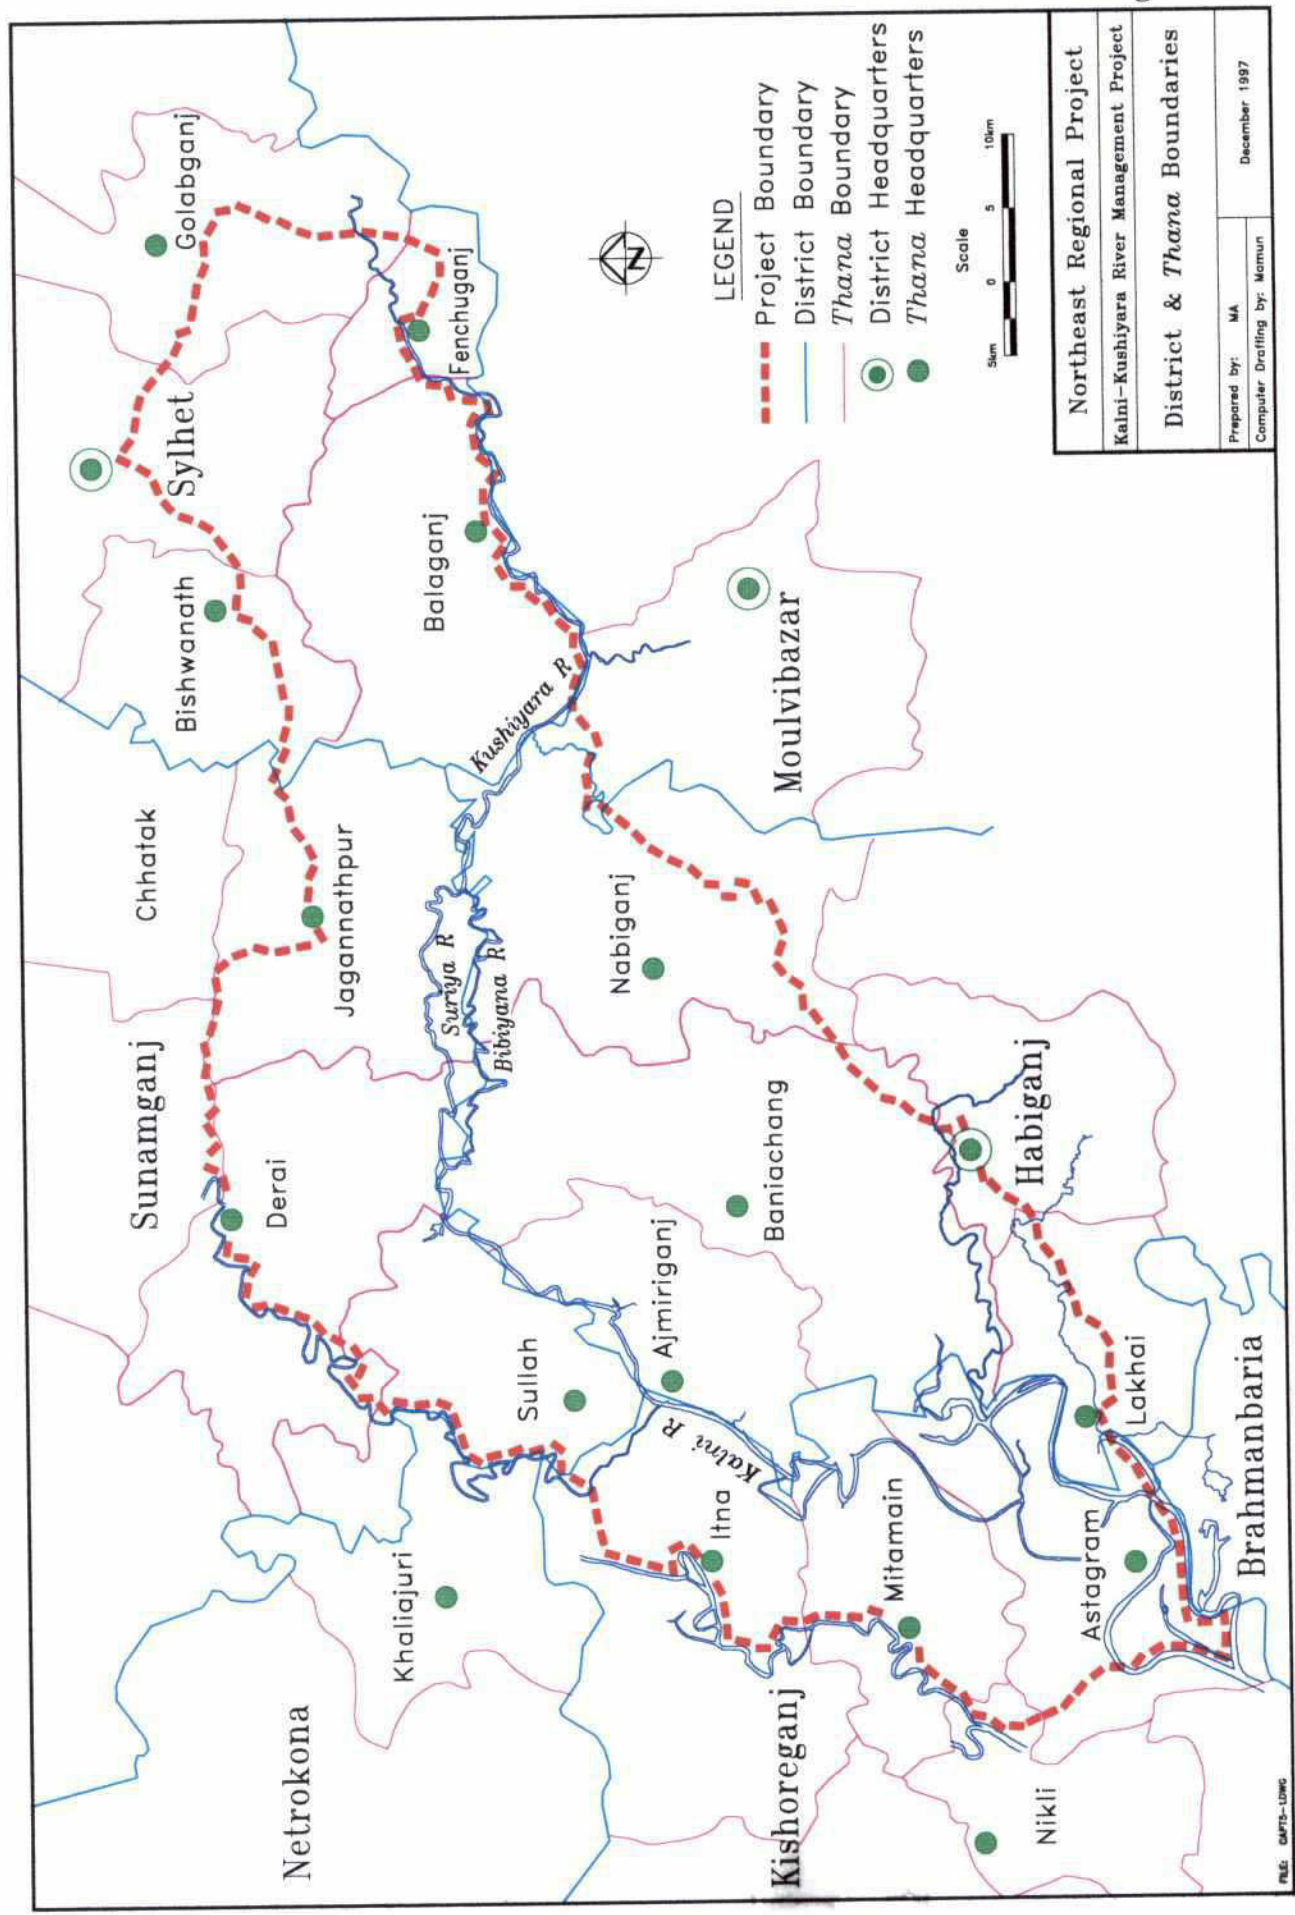 Netrokona
Sunamganj
Chhatak
Bishwanath
Sylhet
Golabganj
Khaliajuri
Derai
Jagannathpur
Balaganj
Fenchuganj
Suriya R
Kushiyara R
Bibiyana R
Sullah
Nabiganj
Ajmiriganj
Itna
Kalni R
Baniachang
Moulvibazar
Kishoreganj
Mitamain
Habiganj
Nikli
Astagram
Lakhai
Brahmanbaria
N
LEGEND
Project Boundary
District Boundary
Thana Boundary
District Headquarters
Thana Headquarters
Scale
5km 0 5 10km
Northeast Regional Project
Kalni-Kushiyara River Management Project
District & Thana Boundaries
Prepared by: MA
Computer Drafting by: Mamun
December 1997